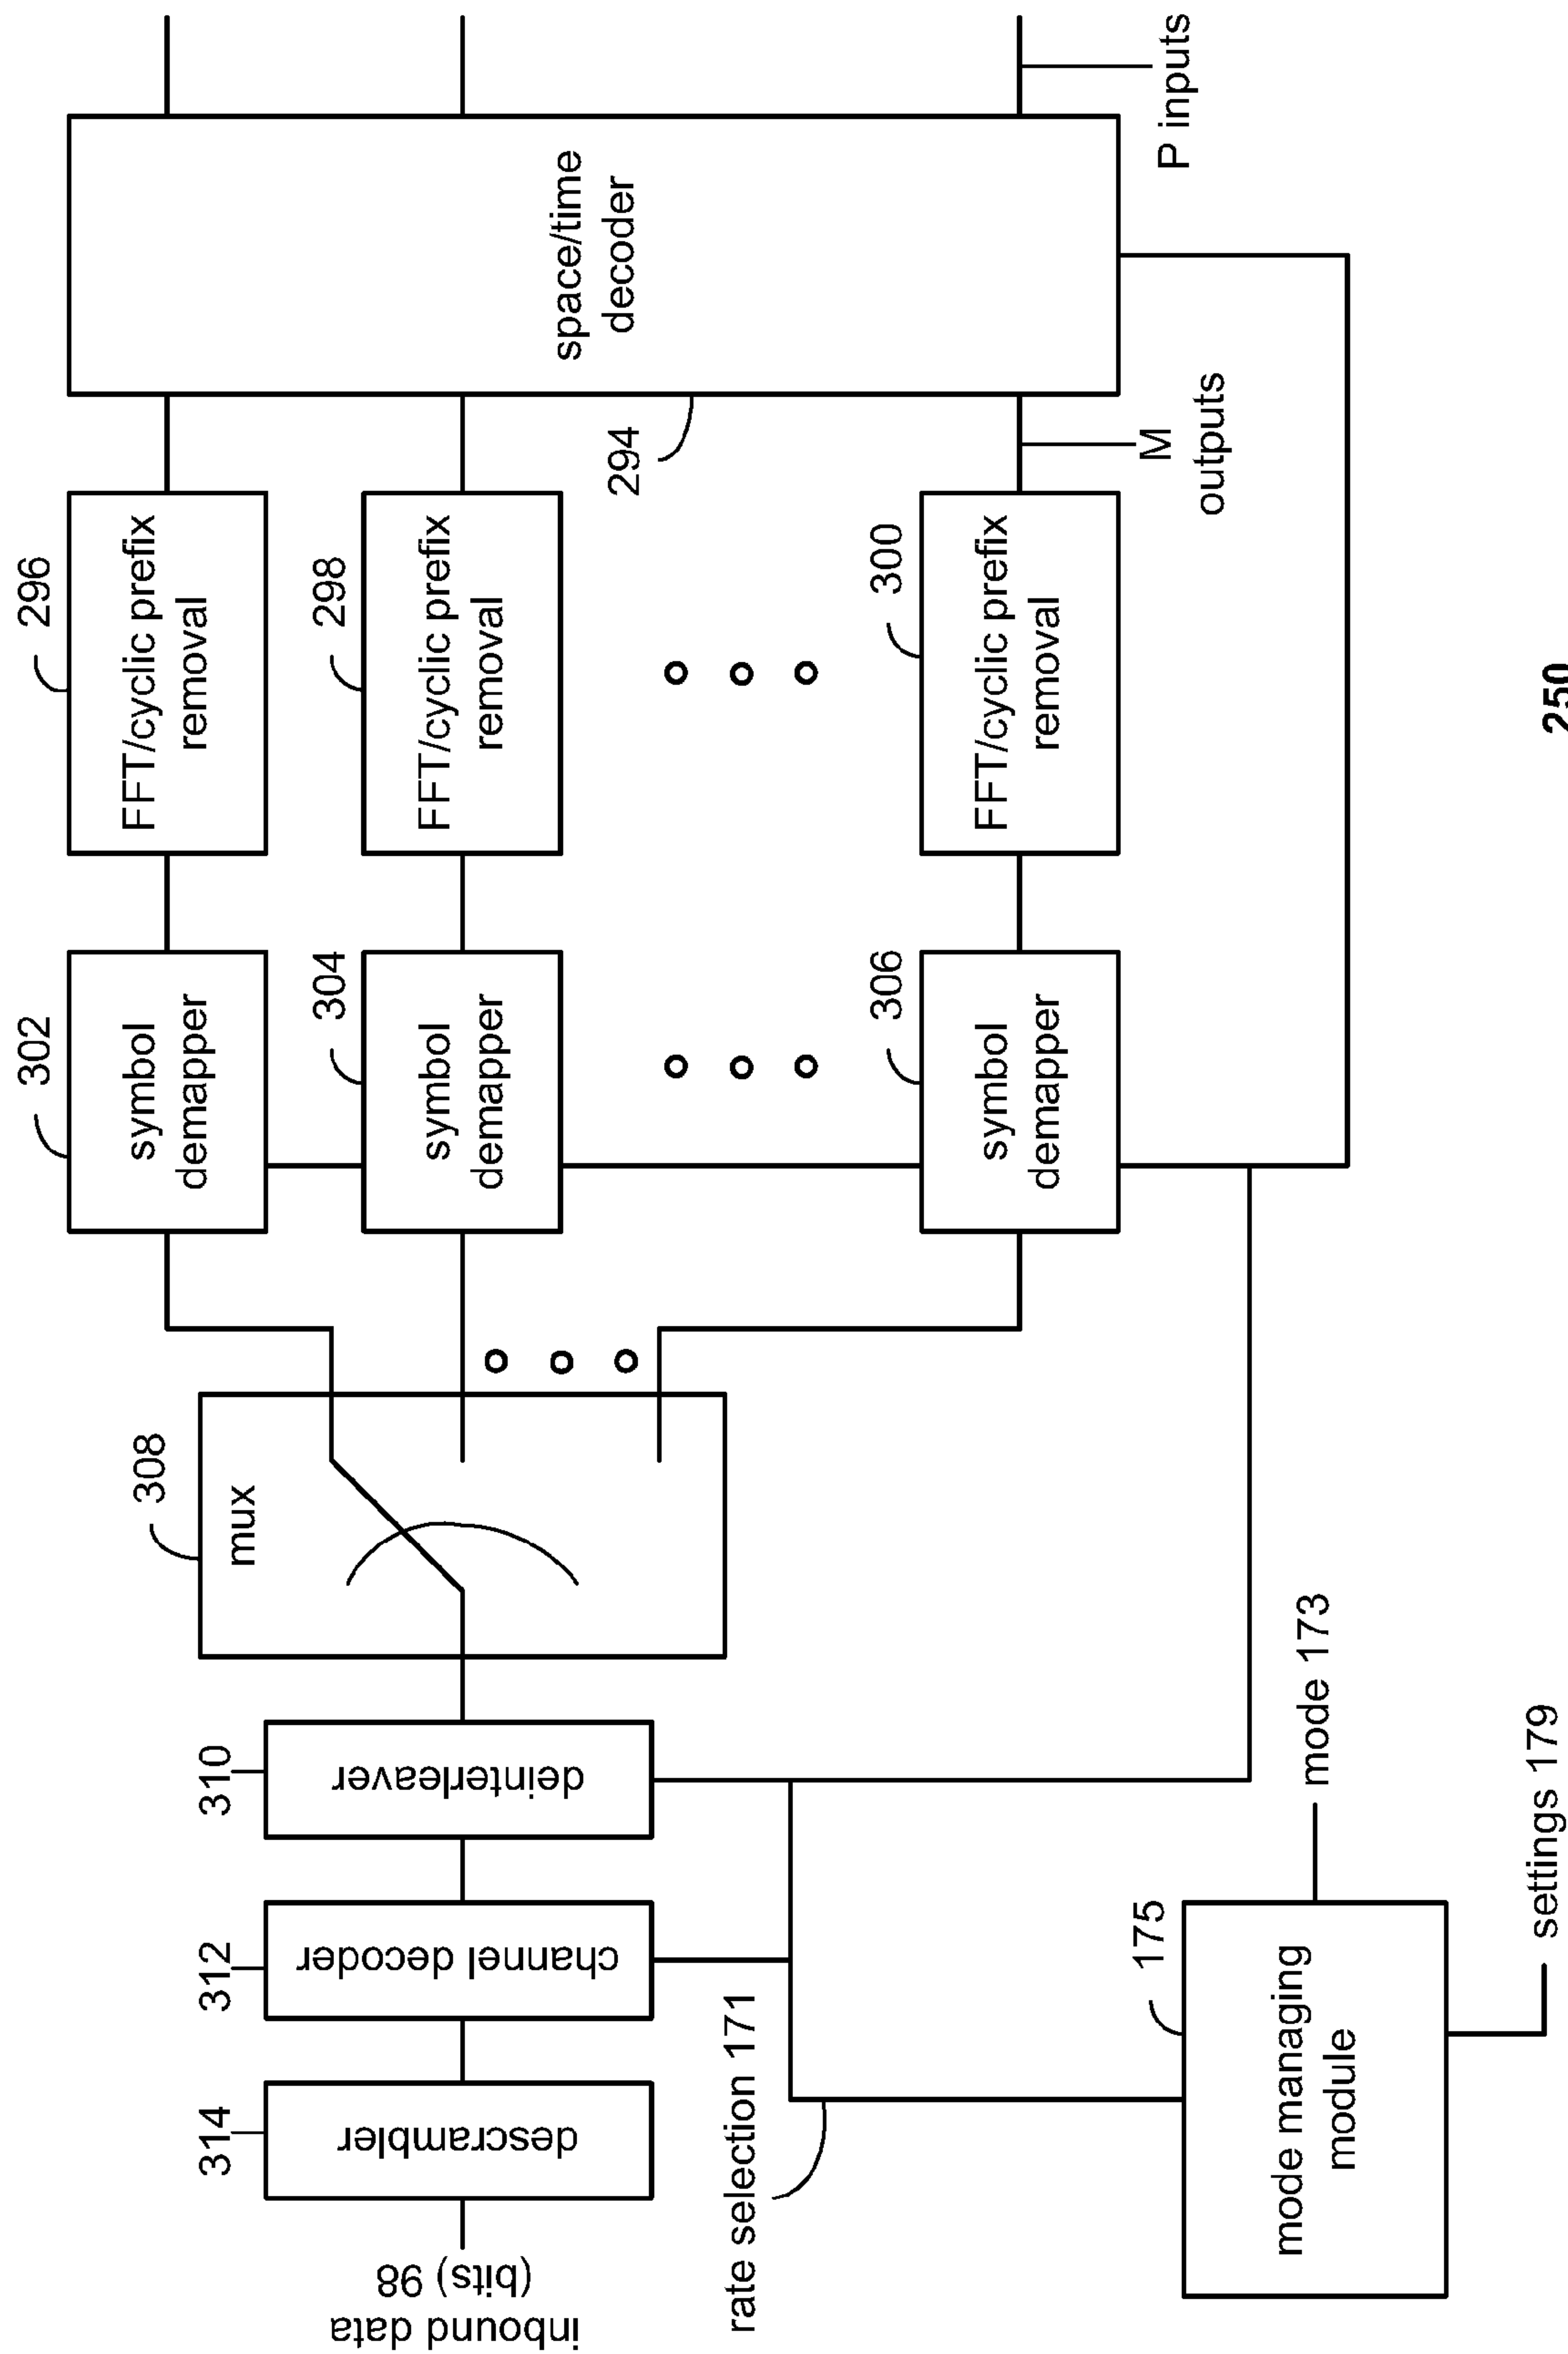 314
312
310
308
302
296
descrambler
channel decoder
deinterleaver
mux
symbol
demapper
FFT/cyclic prefix
removal
304
298
symbol
demapper
FFT/cyclic prefix
removal
space/time
decoder
294
306
300
symbol
demapper
FFT/cyclic prefix
removal
inbound data
(bits) 98
rate selection 171
M
outputs
P inputs
175
mode managing
module
mode 173
settings 179
250